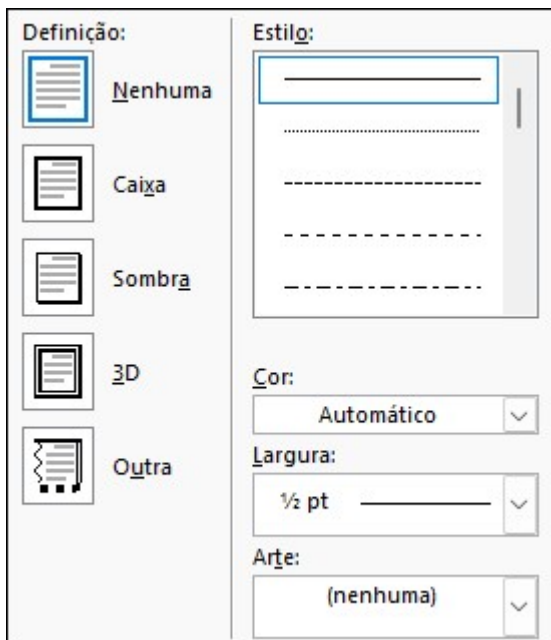 Definição:
Nenhuma
Caixa
Sombra
3D
Outra
Estilo:
Cor:
Automático
Largura:
½ pt
Arte:
(nenhuma)